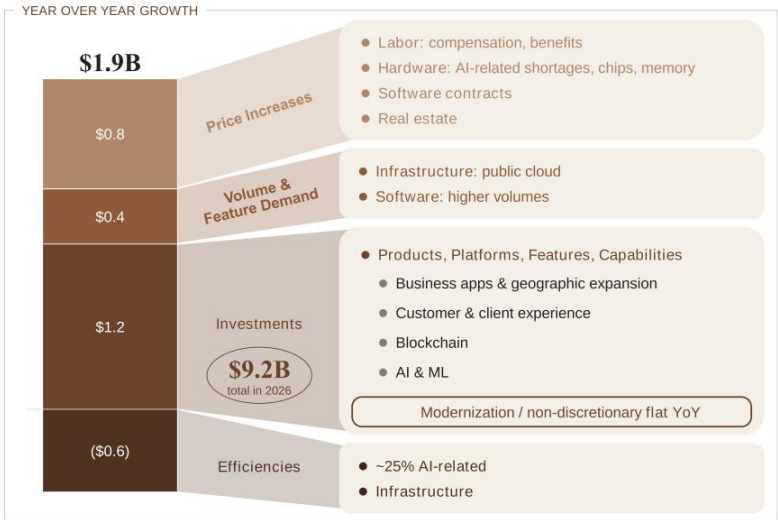 YEAR OVER YEAR GROWTH
$1.9B
$0.8
Price Increases
Labor: compensation, benefits
Hardware: AI-related shortages, chips, memory
Software contracts
Real estate
$0.4
Volume &
Feature Demand
Infrastructure: public cloud
Software: higher volumes
$1.2
Investments
$9.2B
total in 2026
Products, Platforms, Features, Capabilities
Business apps & geographic expansion
Customer & client experience
Blockchain
AI & ML
Modernization / non-discretionary flat YoY
($0.6)
Efficiencies
~25% AI-related
Infrastructure